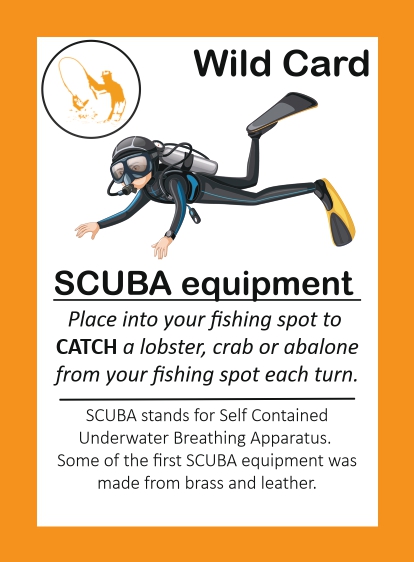 Wild Card
SCUBA equipment
Place into your fishing spot to
CATCH a lobster, crab or abalone
from your fishing spot each turn.
SCUBA stands for Self Contained
Underwater Breathing Apparatus.
Some of the first SCUBA equipment was
made from brass and leather.